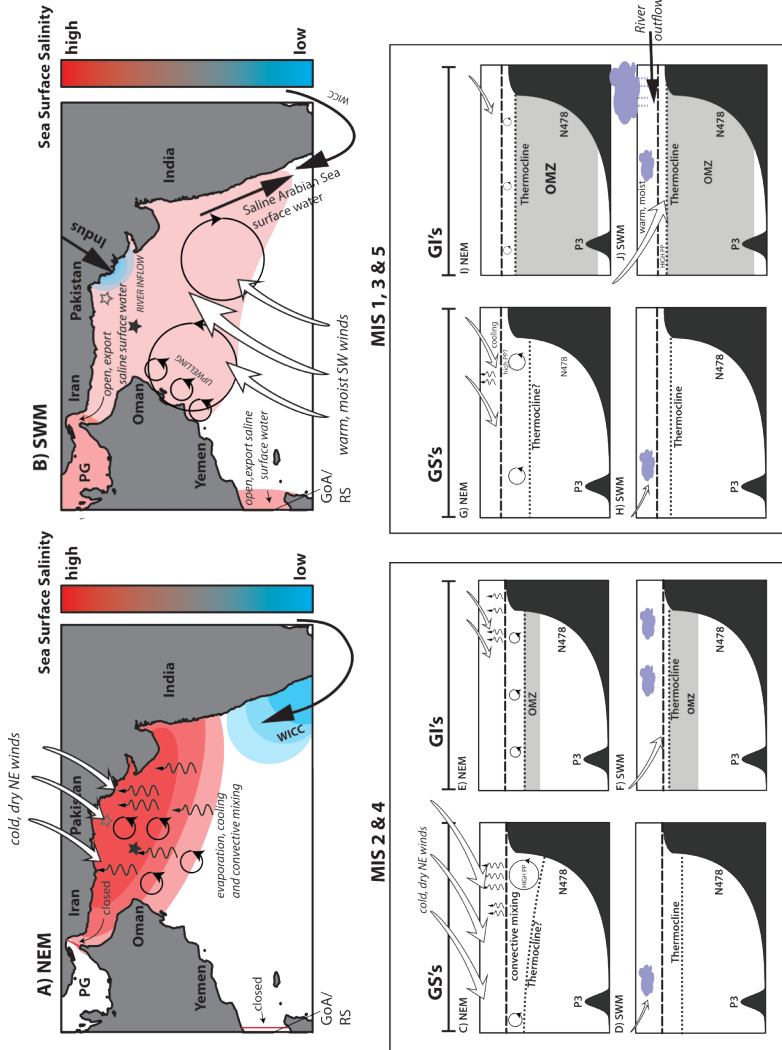 A) NEM
cold, dry NE winds
Sea Surface Salinity
high
low
Iran
Pakistan
India
PG
closed
Oman
Yemen
evaporation, cooling
and convective mixing
WICC
closed
GoA/
RS
B) SWM
Sea Surface Salinity
high
low
Iran
Pakistan
Indus
India
PG
open, export
saline surface water
RIVER INFLOW
Oman
UPWELLING
Yemen
Saline Arabian Sea
surface water
WICC
open,export saline
surface water
warm, moist SW winds
GoA/
RS
MIS 2 & 4
GS's
GI's
cold, dry NE winds
C) NEM
convective mixing
HIGH PP
Thermocline?
N478
P3
D) SWM
Thermocline
N478
P3
E) NEM
OMZ
N478
P3
F) SWM
Thermocline
OMZ
N478
P3
MIS 1, 3 & 5
GS's
GI's
G) NEM
cooling
high PP?
Thermocline?
N478
P3
H) SWM
Thermocline
N478
P3
I) NEM
Thermocline
OMZ
N478
P3
J) SWM
warm, moist
HIGH PP
Thermocline
OMZ
N478
P3
River
outflow